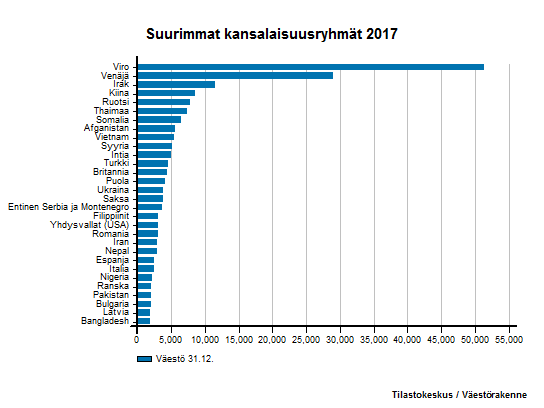 Suurimmat kansalaisuusryhmät 2017
Viro
Venäjä
Irak
Kiina
Ruotsi
Thaimaa
Somalia
Afganistan
Vietnam
Syyria
Intia
Turkki
Britannia
Puola
Ukraina
Saksa
Entinen Serbia ja Montenegro
Filippiinit
Yhdysvallat (USA)
Romania
Iran
Nepal
Espanja
Italia
Nigeria
Ranska
Pakistan
Bulgaria
Latvia
Bangladesh
0 5,000 10,000 15,000 20,000 25,000 30,000 35,000 40,000 45,000 50,000 55,000
Väestö 31.12.
Tilastokeskus / Väestörakenne